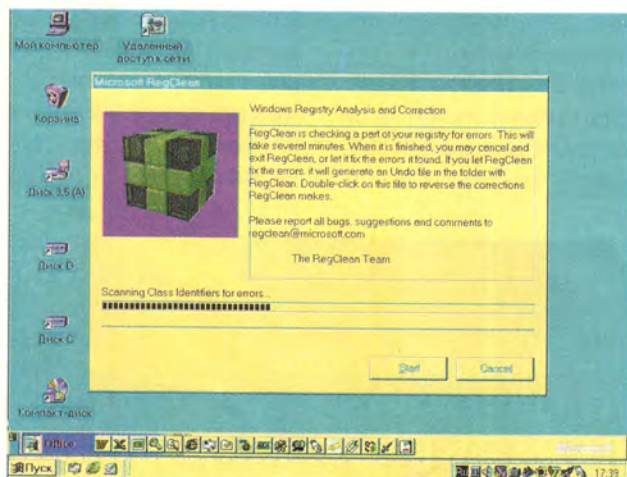 Мой компьютер
Удаленный
доступ к сети
Корзина
Диск 3,5 (A)
Диск D
Диск C
Компакт-диск
Microsoft RegClean
Windows Registry Analysis and Correction
RegClean is checking a part of your registry for errors. This will
take several minutes. When it is finished, you may cancel and
exit RegClean, or let it fix the errors it found. If you let RegClean
fix the errors, it will generate an Undo file in the folder with
RegClean. Double-click on this file to reverse the corrections
RegClean makes.
Please report all bugs, suggestions and comments to
regclean@microsoft.com
The RegClean Team
Scanning Class Identifiers for errors...
Start
Cancel
Office
Microsoft
Пуск
17:39